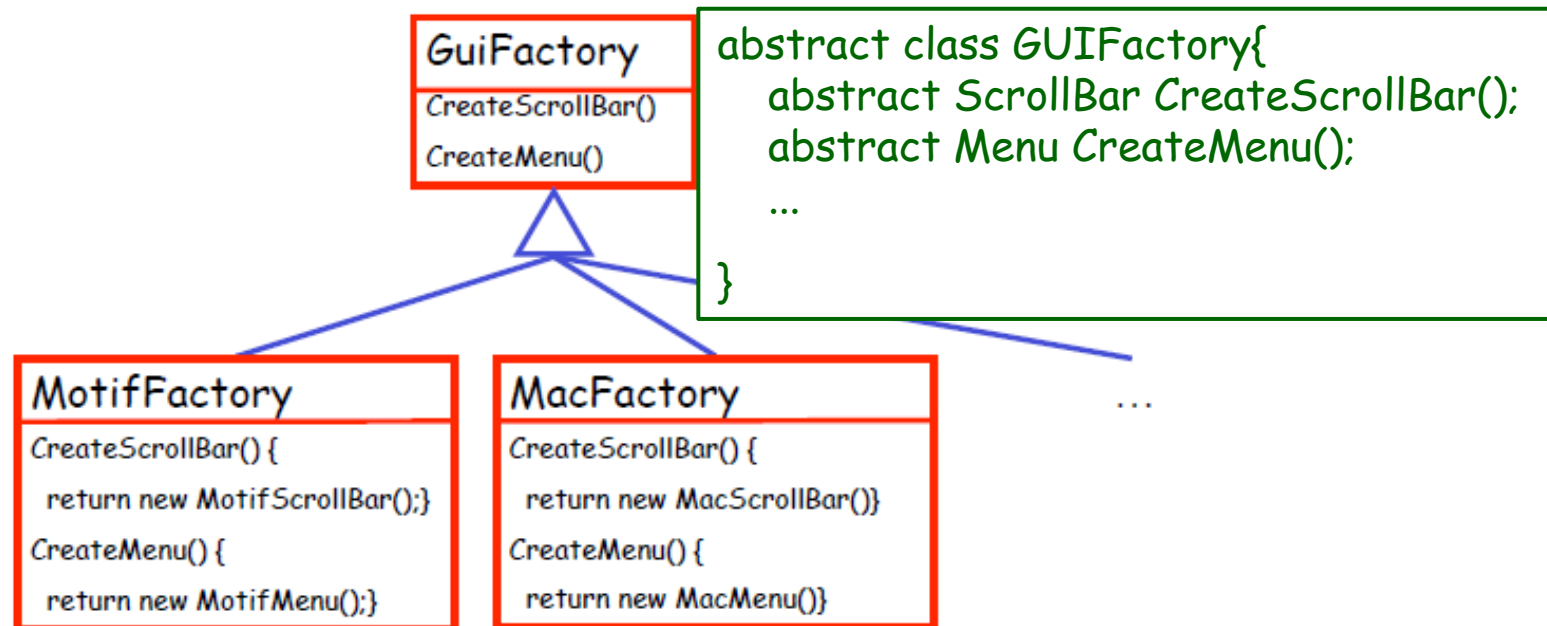 GuiFactory
CreateScrollBar()
CreateMenu()
abstract class GUIFactory{
abstract ScrollBar CreateScrollBar();
abstract Menu CreateMenu();
...
}
MotifFactory
CreateScrollBar() {
return new MotifScrollBar();}
CreateMenu() {
return new MotifMenu();}
MacFactory
CreateScrollBar() {
return new MacScrollBar()}
CreateMenu() {
return new MacMenu()}
...